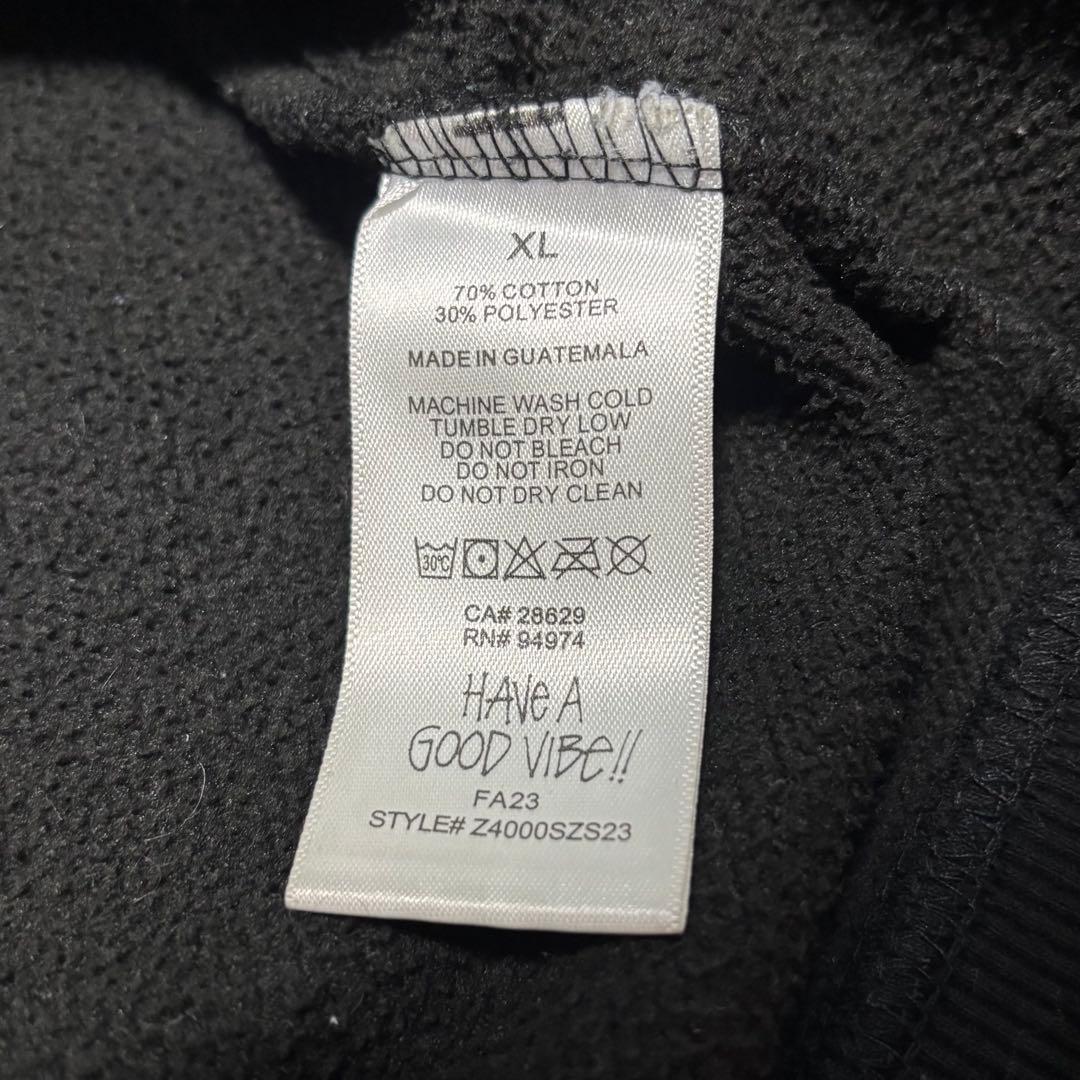 XL
70% COTTON
30% POLYESTER
MADE IN GUATEMALA
MACHINE WASH COLD
TUMBLE DRY LOW
DO NOT BLEACH
DO NOT IRON
DO NOT DRY CLEAN
30°C
CA# 28629
RN# 94974
HAVE A
GOOD VIBE!!
FA23
STYLE# Z4000SZS23